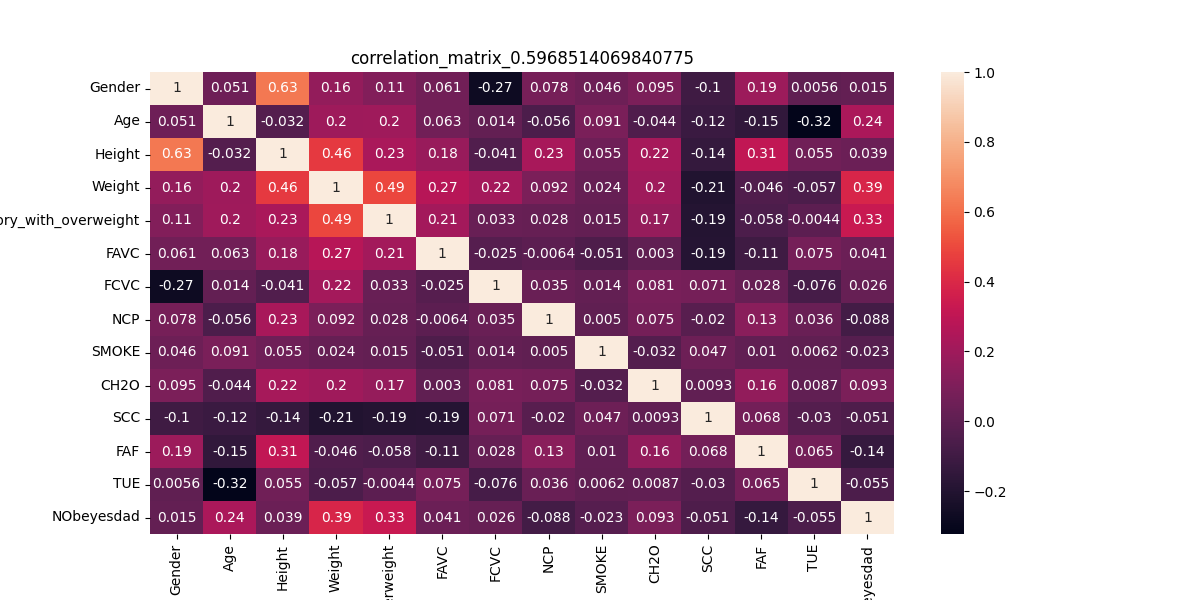 correlation_matrix_0.5968514069840775
Gender 1 0.051 0.63 0.16 0.11 0.061 -0.27 0.078 0.046 0.095 -0.1 0.19 0.0056 0.015
Age 0.051 1 -0.032 0.2 0.2 0.063 0.014 -0.056 0.091 -0.044 -0.12 -0.15 -0.32 0.24
Height 0.63 -0.032 1 0.46 0.23 0.18 -0.041 0.23 0.055 0.22 -0.14 0.31 0.055 0.039
Weight 0.16 0.2 0.46 1 0.49 0.27 0.22 0.092 0.024 0.2 -0.21 -0.046 -0.057 0.39
ory_with_overweight 0.11 0.2 0.23 0.49 1 0.21 0.033 0.028 0.015 0.17 -0.19 -0.058 -0.0044 0.33
FAVC 0.061 0.063 0.18 0.27 0.21 1 -0.025 -0.0064 -0.051 0.003 -0.19 -0.11 0.075 0.041
FCVC -0.27 0.014 -0.041 0.22 0.033 -0.025 1 0.035 0.014 0.081 0.071 0.028 -0.076 0.026
NCP 0.078 -0.056 0.23 0.092 0.028 -0.0064 0.035 1 0.005 0.075 -0.02 0.13 0.036 -0.088
SMOKE 0.046 0.091 0.055 0.024 0.015 -0.051 0.014 0.005 1 -0.032 0.047 0.01 0.0062 -0.023
CH2O 0.095 -0.044 0.22 0.2 0.17 0.003 0.081 0.075 -0.032 1 0.0093 0.16 0.0087 0.093
SCC -0.1 -0.12 -0.14 -0.21 -0.19 -0.19 0.071 -0.02 0.047 0.0093 1 0.068 -0.03 -0.051
FAF 0.19 -0.15 0.31 -0.046 -0.058 -0.11 0.028 0.13 0.01 0.16 0.068 1 0.065 -0.14
TUE 0.0056 -0.32 0.055 -0.057 -0.0044 0.075 -0.076 0.036 0.0062 0.0087 -0.03 0.065 1 -0.055
NObeyesdad 0.015 0.24 0.039 0.39 0.33 0.041 0.026 -0.088 -0.023 0.093 -0.051 -0.14 -0.055 1
Gender Age Height Weight erweight FAVC FCVC NCP SMOKE CH2O SCC FAF TUE eyesdad
1.0
0.8
0.6
0.4
0.2
0.0
−0.2